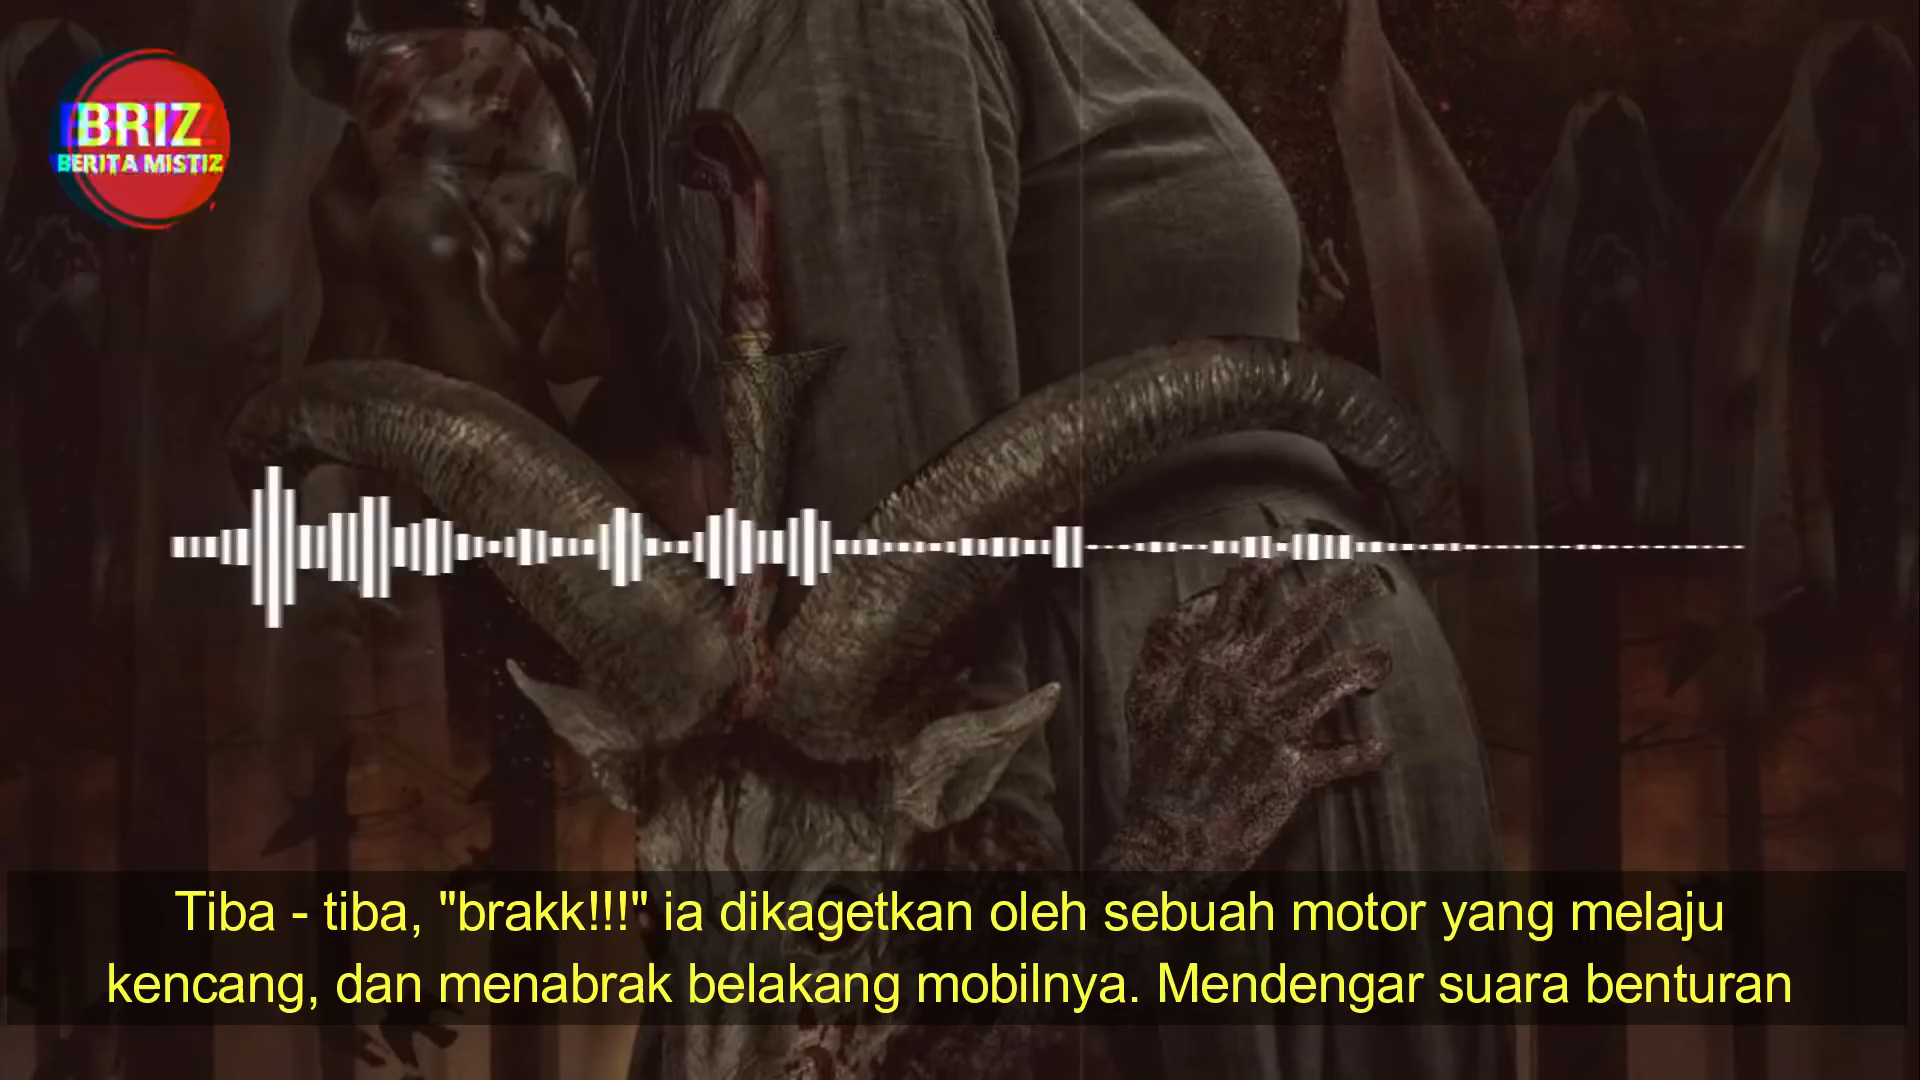 BRIZ
BERITA MISTIZ
Tiba - tiba, "brakk!!!" ia dikagetkan oleh sebuah motor yang melaju
kencang, dan menabrak belakang mobilnya. Mendengar suara benturan